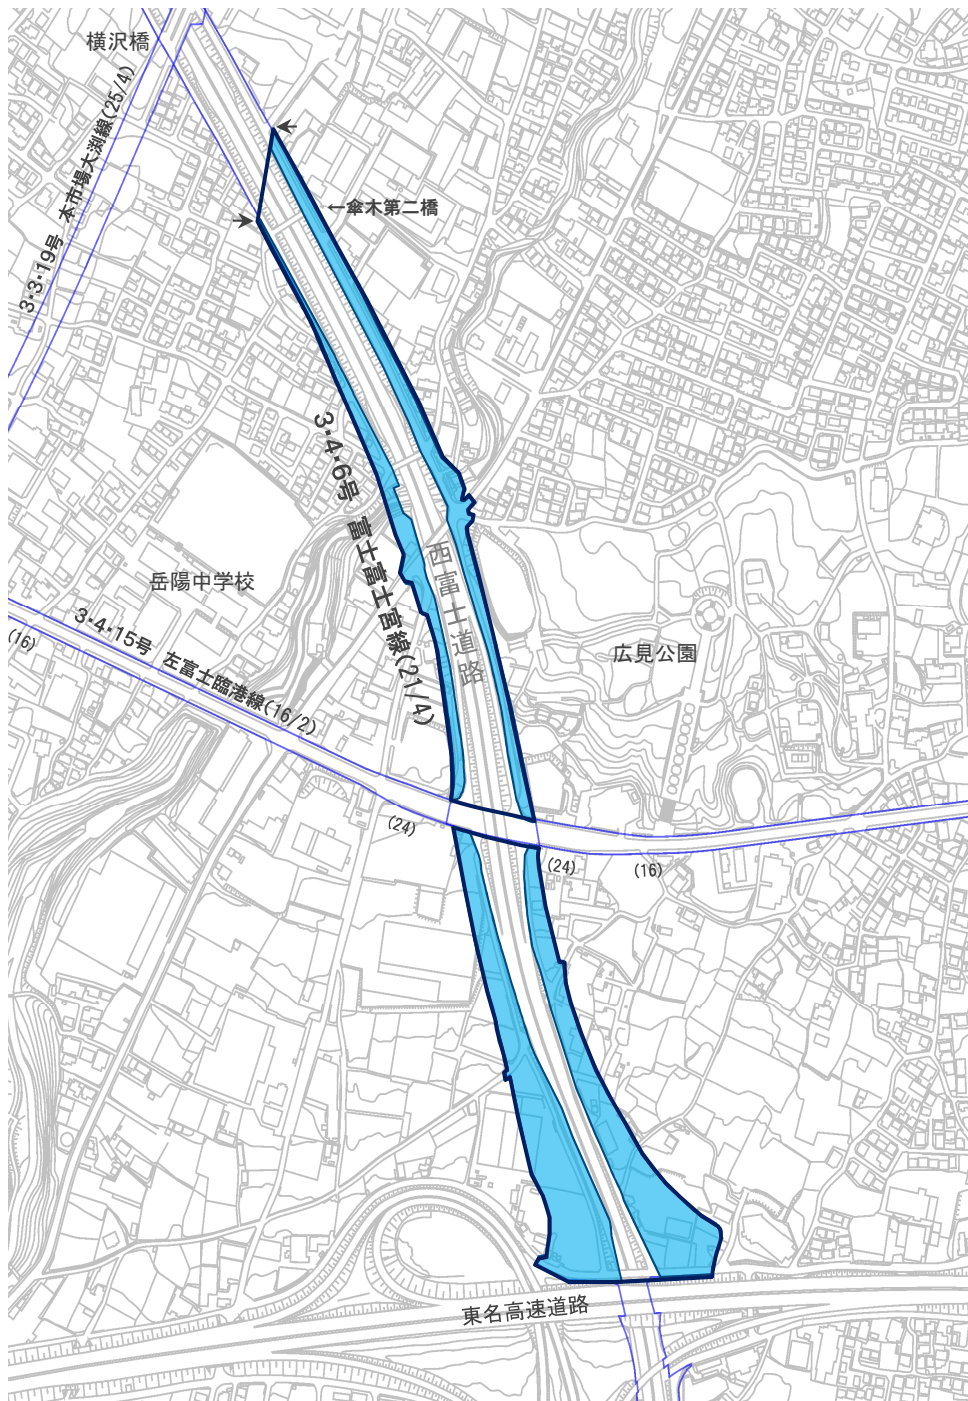 横沢橋
3・3・19号 本市場大渕線(25/4)
←傘木第二橋
3・4・6号 富士富士宮線(21/4)
西富士道路
岳陽中学校
広見公園
(16)
3・4・15号 左富士臨港線(16/2)
(24)
(24)
(16)
東名高速道路